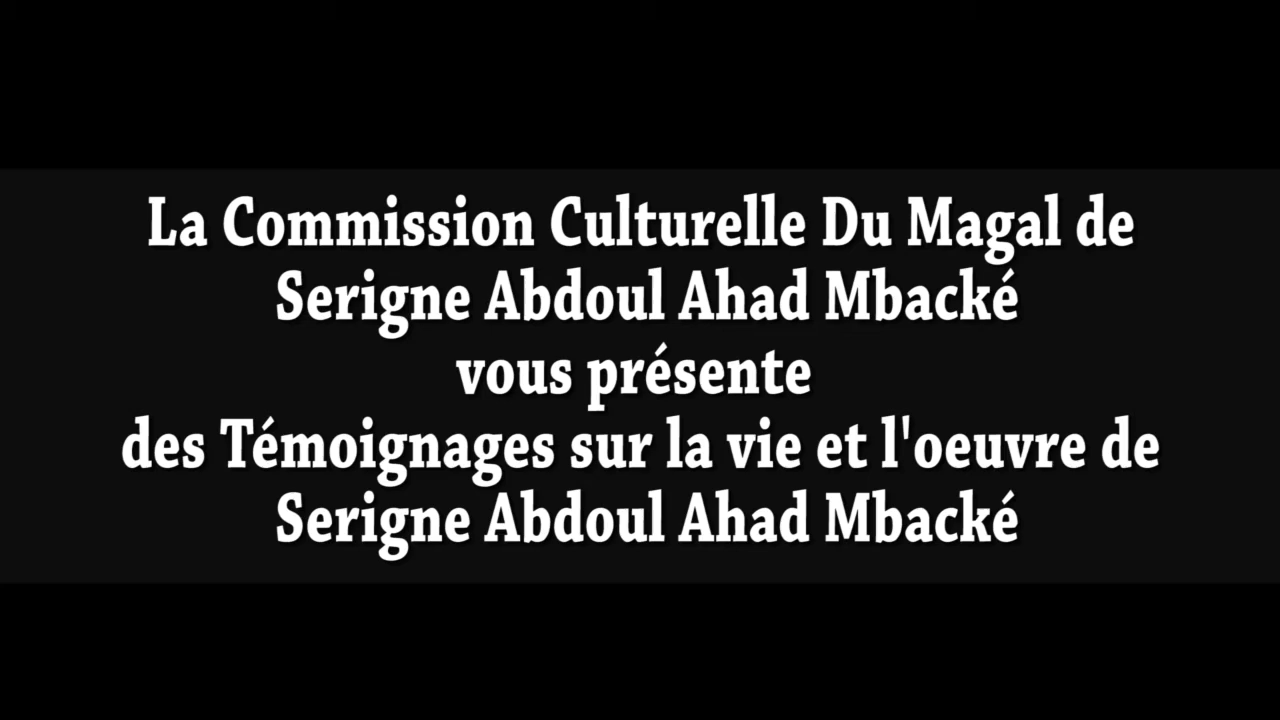 La Commission Culturelle Du Magal de
Serigne Abdoul Ahad Mbacké
vous présente
des Témoignages sur la vie et l'oeuvre de
Serigne Abdoul Ahad Mbacké